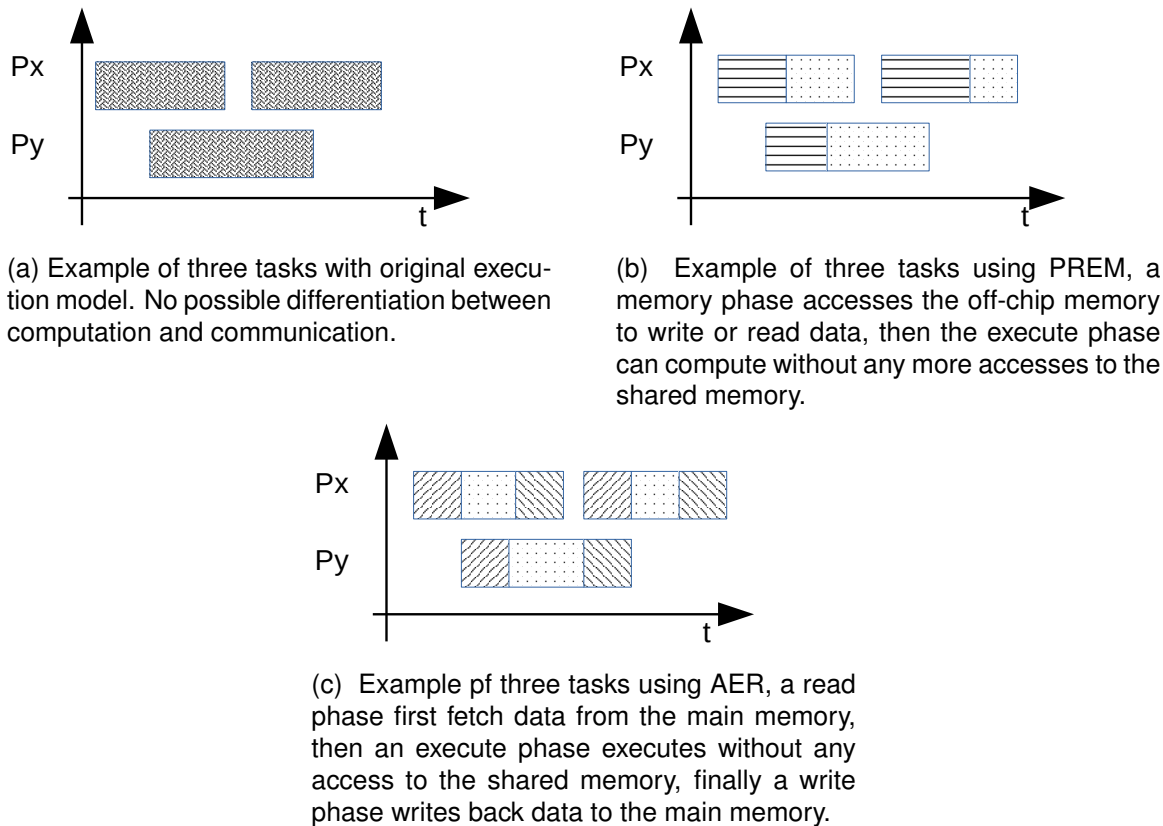 Px
Py
t
(a) Example of three tasks with original execu-
tion model. No possible differentiation between
computation and communication.
Px
Py
t
(b) Example of three tasks using PREM, a
memory phase accesses the off-chip memory
to write or read data, then the execute phase
can compute without any more accesses to the
shared memory.
Px
Py
t
(c) Example pf three tasks using AER, a read
phase first fetch data from the main memory,
then an execute phase executes without any
access to the shared memory, finally a write
phase writes back data to the main memory.